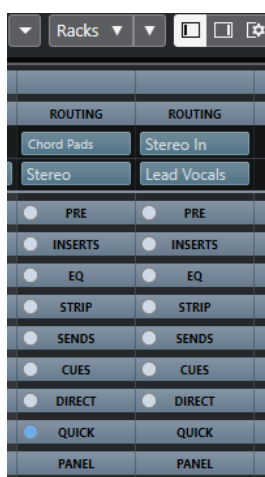 Racks
ROUTING ROUTING
Chord Pads Stereo In
Stereo Lead Vocals
PRE PRE
INSERTS INSERTS
EQ EQ
STRIP STRIP
SENDS SENDS
CUES CUES
DIRECT DIRECT
QUICK QUICK
PANEL PANEL